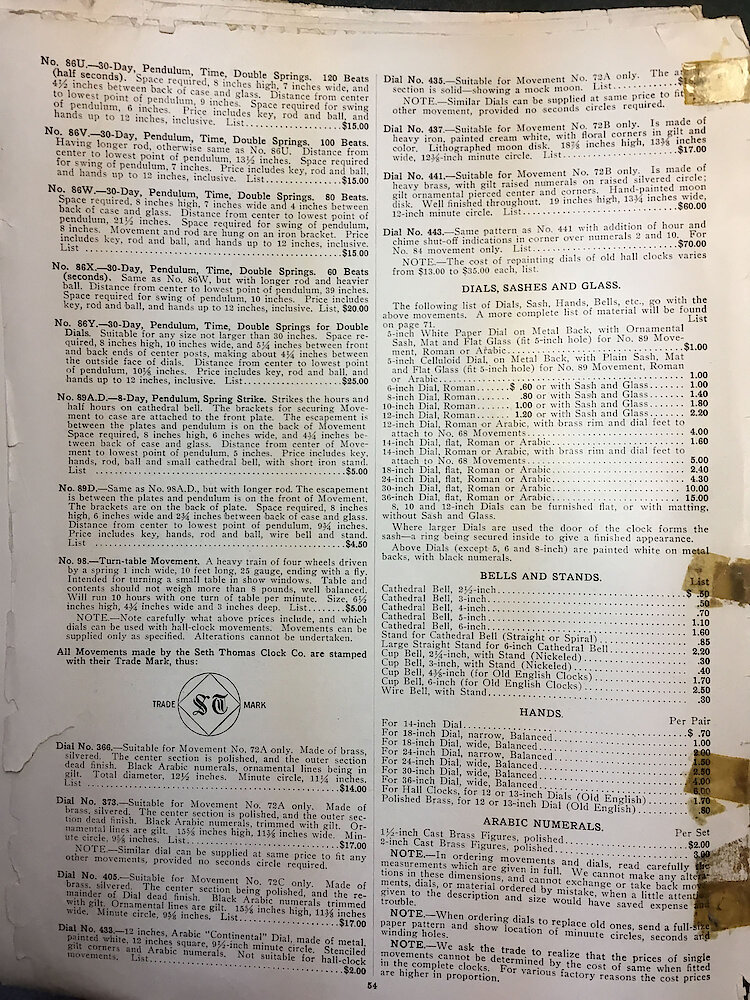 No. 86U.—30-Day, Pendulum, Time, Double Springs. 120 Beats
(half seconds). Space required, 8 inches high, 7 inches wide, and
4½ inches between back of case and glass. Distance from center
to lowest point of pendulum, 9 inches. Space required for swing
of pendulum, 6 inches. Price includes key, rod and ball, and
hands up to 12 inches, inclusive. List $15.00
No. 86V.—30-Day, Pendulum, Time, Double Springs. 100 Beats.
Having longer rod, otherwise same as No. 86U. Distance from
center to lowest point of pendulum, 13½ inches. Space required
for swing of pendulum, 7 inches. Price includes key, rod and ball,
and hands up to 12 inches, inclusive. List $15.00
No. 86W.—30-Day, Pendulum, Time, Double Springs. 80 Beats.
Space required, 8 inches high, 7 inches wide and 4 inches between
back of case and glass. Distance from center to lowest point of
pendulum, 21½ inches. Space required for swing of pendulum,
8 inches. Movement and rod are hung on an iron bracket. Price
includes key, rod and ball, and hands up to 12 inches, inclusive.
List $15.00
No. 86X.—30-Day, Pendulum, Time, Double Springs. 60 Beats
(seconds). Same as No. 86W, but with longer rod and heavier
ball. Distance from center to lowest point of pendulum, 39 inches.
Space required for swing of pendulum, 10 inches. Price includes
key, rod and ball, and hands up to 12 inches, inclusive. List, $20.00
No. 86Y.—30-Day, Pendulum, Time, Double Springs for Double
Dials. Suitable for any size not larger than 30 inches. Space re-
quired, 8 inches high, 10 inches wide, and 5¼ inches between front
and back ends of center posts, making about 4¼ inches between
the outside face of dials. Distance from center to lowest point
of pendulum, 10⅛ inches. Price includes key, rod and ball, and
hands up to 12 inches, inclusive. List $25.00
No. 89A.D.—8-Day, Pendulum, Spring Strike. Strikes the hours and
half hours on cathedral bell. The brackets for securing Move-
ment to case are attached to the front plate. The escapement is
between the plates and pendulum is on the back of Movement
Space required, 8 inches high, 6 inches wide, and 4½ inches be-
tween back of case and glass. Distance from center of Move-
ment to lowest point of pendulum, 5 inches. Price includes key,
hands, rod, ball and small cathedral bell, with short iron stand.
List $5.00
No. 89D.—Same as No. 98A.D., but with longer rod. The escapement
is between the plates and pendulum is on the front of Movement.
The brackets are on the back of plate. Space required, 8 inches
high, 6 inches wide and 2¾ inches between back of case and glass.
Distance from center to lowest point of pendulum, 9¾ inches.
Price includes key, hands, rod and ball, wire bell and stand.
List $4.50
No. 98.—Turn-table Movement. A heavy train of four wheels driven
by a spring 1 inch wide, 10 feet long, 25 gauge, ending with a fly.
Intended for turning a small table in show windows. Table and
contents should not weigh more than 8 pounds, well balanced.
Will run 10 hours with one turn of table per minute. Size, 6½
inches high, 4¾ inches wide and 3 inches deep. List $5.00
NOTE.—Note carefully what above prices include, and which
dials can be used with half-clock movements. Movements can be
supplied only as specified. Alterations cannot be undertaken.
All Movements made by the Seth Thomas Clock Co. are stamped
with their Trade Mark, thus:
TRADE ST MARK
Dial No. 366.—Suitable for Movement No. 72A only. Made of brass,
silvered. The center section is polished, and the outer section
dead finish. Black Arabic numerals, ornamental lines being in
gilt. Total diameter, 12½ inches. Minute circle, 11¼ inches.
List $14.00
Dial No. 373.—Suitable for Movement No. 72A only. Made of
brass, silvered. The center section is polished, and the outer sec-
tion dead finish. Black Arabic numerals, trimmed with gilt. Or-
namental lines are gilt. 15⅝ inches high, 11⅜ inches wide. Min-
ute circle, 9⅝ inches. List $17.00
NOTE.—Similar dial can be supplied at same price to fit any
other movements, provided no seconds circle required.
Dial No. 405.—Suitable for Movement No. 72C only. Made of
brass, silvered. The center section being polished, and the re-
mainder of Dial dead finish. Black Arabic numerals trimmed
with gilt. Ornamental lines are gilt. 15⅝ inches high, 11⅜ inches
wide. Minute circle, 9⅝ inches. List $17.00
Dial No. 433.—12 inches, Arabic "Continental" Dial, made of metal,
painted white, 12 inches square, 9½-inch minute circle. Stenciled
gilt corners and Arabic numerals. Not suitable for hall-clock
movements. List $2.00
Dial No. 435.—Suitable for Movement No. 72A only. The
section is solid—showing a mock moon. List
NOTE.—Similar Dials can be supplied at same price to fit
other movement, provided no seconds circles required.
Dial No. 437.—Suitable for Movement No. 72B only. Is made of
heavy iron, painted cream white, with floral corners in gilt and
color. Lithographed moon disk. 18⅞ inches high, 13⅜ inches
wide, 12⅜-inch minute circle. List $17.00
Dial No. 441.—Suitable for Movement No. 72B only. Is made of
heavy brass, with gilt raised numerals on raised silvered circle;
gilt ornamental pierced center and corners. Hand-painted moon
disk. Well finished throughout. 19 inches high, 13¾ inches wide,
12-inch minute circle. List $60.00
Dial No. 443.—Same pattern as No. 441 with addition of hour and
chime shut-off indications in corner over numerals 2 and 10. For
No. 84 movement only. List $70.00
NOTE.—The cost of repainting dials of old hall clocks varies
from $13.00 to $35.00 each, list.
DIALS, SASHES AND GLASS.
The following list of Dials, Sash, Hands, Bells, etc., go with the
above movements. A more complete list of material will be found
on page 71. List
5-inch White Paper Dial on Metal Back, with Ornamental
Sash, Mat and Glass (fit 5-inch hole) for No. 89 Move-
ment, Roman or Arabic $1.00
5-inch Celluloid Dial, on Metal Back, with Plain Sash, Mat
and Flat Glass (fit 5-inch hole) for No. 89 Movement, Roman
or Arabic 1.00
6-inch Dial, Roman $ .60 or with Sash and Glass 1.00
8-inch Dial, Roman .80 or with Sash and Glass 1.40
10-inch Dial, Roman 1.00 or with Sash and Glass 1.80
12-inch Dial, Roman 1.20 or with Sash and Glass 2.20
12-inch Dial, Roman or Arabic, with brass rim and dial feet to
attach to No. 68 Movements 4.00
14-inch Dial, flat, Roman or Arabic 1.60
14-inch Dial, Roman or Arabic, with brass rim and dial feet to
attach to No. 68 Movements 5.00
18-inch Dial, flat, Roman or Arabic 2.40
24-inch Dial, flat, Roman or Arabic 4.30
30-inch Dial, flat, Roman or Arabic 10.00
36-inch Dial, flat, Roman or Arabic 15.00
8, 10 and 12-inch Dials can be furnished flat, or with matting,
without Sash and Glass.
Where larger Dials are used the door of the clock forms the
sash—a ring being secured inside to give a finished appearance.
Above Dials (except 5, 6 and 8-inch) are painted white on metal
backs, with black numerals.
BELLS AND STANDS.
List
Cathedral Bell, 2½-inch $ .50
Cathedral Bell, 3-inch .50
Cathedral Bell, 4-inch .70
Cathedral Bell, 5-inch 1.10
Cathedral Bell, 6-inch 1.60
Stand for Cathedral Bell (Straight or Spiral) .85
Large Straight Stand for 6-inch Cathedral Bell 2.20
Cup Bell, 2¼-inch, with Stand (Nickeled) .30
Cup Bell, 3-inch, with Stand (Nickeled) .40
Cup Bell, 4⅜-inch (for Old English Clocks) 1.70
Cup Bell, 6-inch (for Old English Clocks) 2.50
Wire Bell, with Stand .30
HANDS.
Per Pair
For 14-inch Dial $ .70
For 18-inch Dial, narrow, Balanced 1.00
For 18-inch Dial, wide, Balanced 2.00
For 24-inch Dial, narrow, Balanced 1.50
For 24-inch Dial, wide, Balanced 2.50
For 30-inch Dial, wide, Balanced 4.00
For 36-inch Dial, wide, Balanced 6.00
For Hall Clocks, for 12 or 13-inch Dials (Old English) 1.70
Polished Brass, for 12 or 13-inch Dial (Old English) .80
ARABIC NUMERALS.
Per Set
1½-inch Cast Brass Figures, polished $2.00
2-inch Cast Brass Figures, polished 3.00
NOTE.—In ordering movements and dials, read carefully the
measurements which are given in full. We cannot make any altera-
tions in these dimensions, and cannot exchange or take back move-
ments, dials, or material ordered by mistake, when a little attention
given to the description and size would have saved expense and
trouble.
NOTE.—When ordering dials to replace old ones, send a full-size
paper pattern and show location of minunte circles, seconds and
winding holes.
NOTE.—We ask the trade to realize that the prices of single
movements cannot be determined by the cost of same when fitted
in the complete clocks. For various factory reasons the cost prices
are higher in proportion.
54